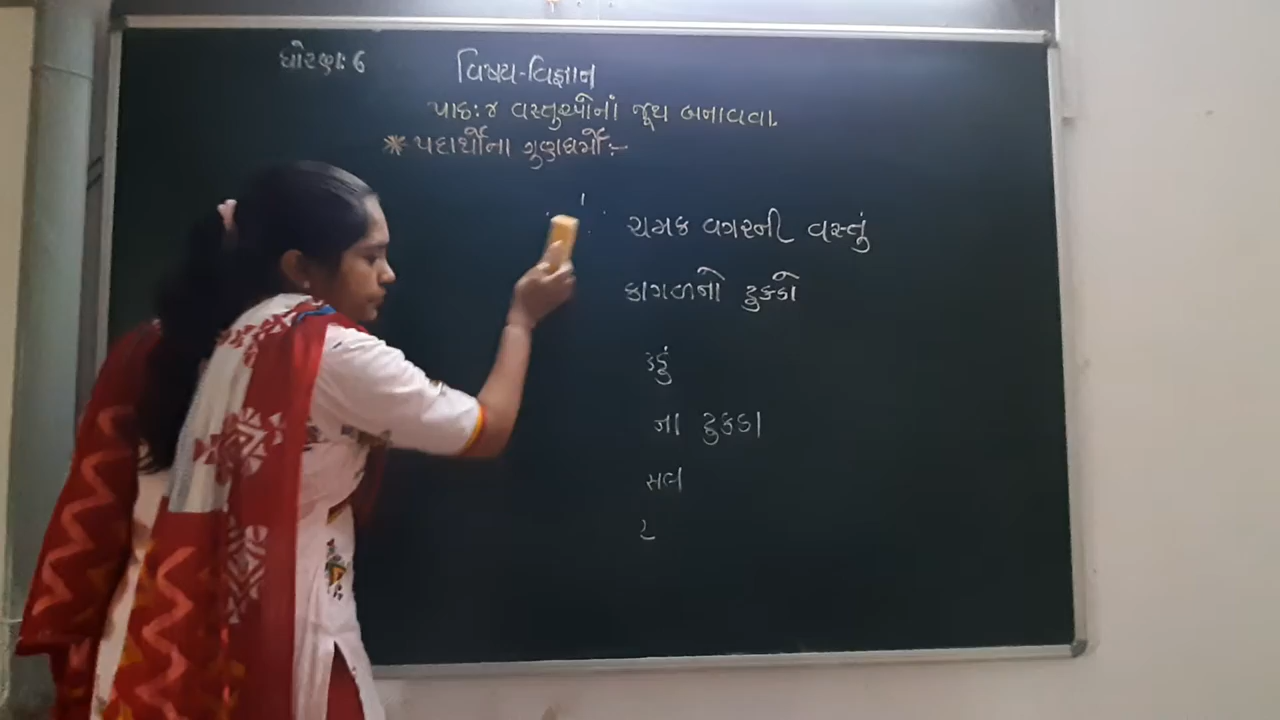 ધોરણ: 6
વિષય-વિજ્ઞાન
પાઠ: ૪ વસ્તુઓનાં જૂથ બનાવવા.
* પદાર્થોના ગુણધર્મો :-
ચમક વગરની વસ્તું
કાગળનો ટુકડો
ના ટુકડા